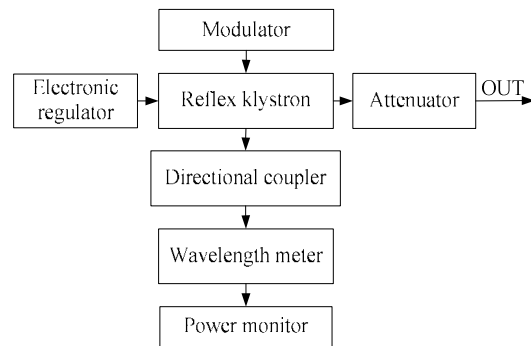 Modulator
Electronic
regulator
Reflex klystron
Attenuator
OUT
Directional coupler
Wavelength meter
Power monitor